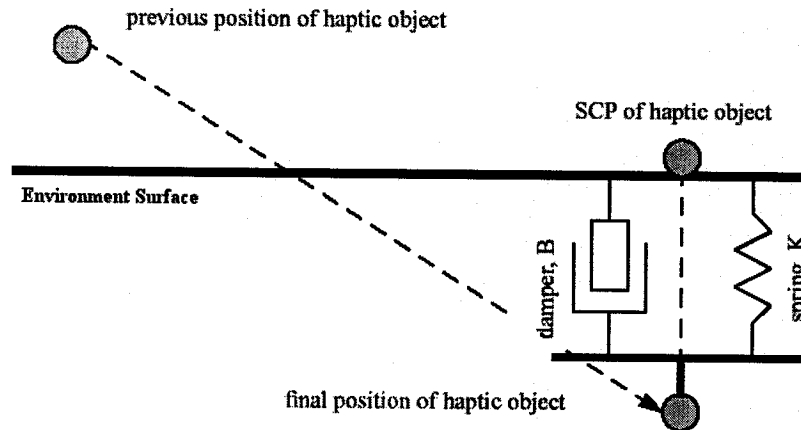 previous position of haptic object
SCP of haptic object
Environment Surface
damper, B
spring, K
final position of haptic object